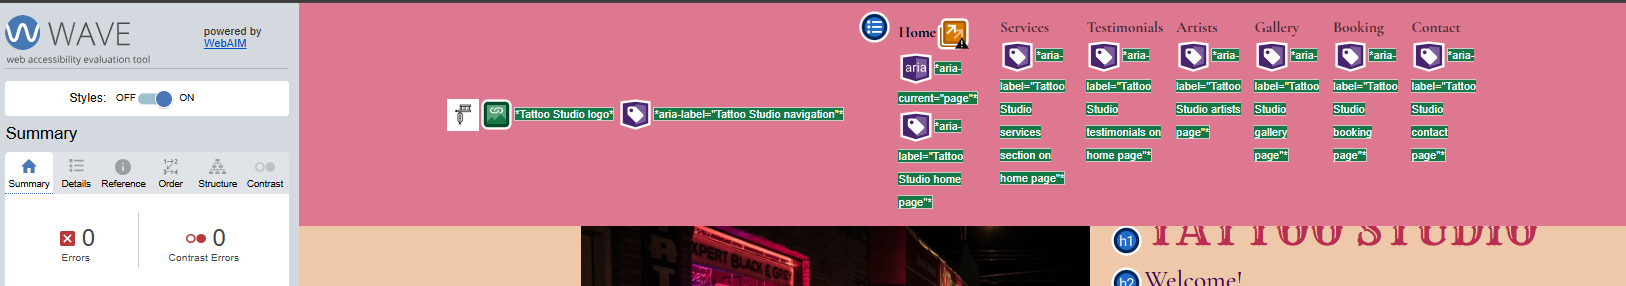 WAVE
web accessibility evaluation tool
powered by
WebAIM
Styles: OFF ON
Summary
Summary Details Reference Order Structure Contrast
0
Errors
0
Contrast Errors
*Tattoo Studio logo*
*aria-label="Tattoo Studio navigation"*
Home
aria
*aria-
current="page"*
*aria-
label="Tattoo
Studio home
page"*
Services
*aria-
label="Tattoo
Studio
services
section on
home page"*
Testimonials
*aria-
label="Tattoo
Studio
testimonials on
home page"*
Artists
*aria-
label="Tattoo
Studio artists
page"*
Gallery
*aria-
label="Tattoo
Studio
gallery
page"*
Booking
*aria-
label="Tattoo
Studio
booking
page"*
Contact
*aria-
label="Tattoo
Studio
contact
page"*
EXPERT BLACK & GREY
h1 TATTOO STUDIO
h2 Welcome!